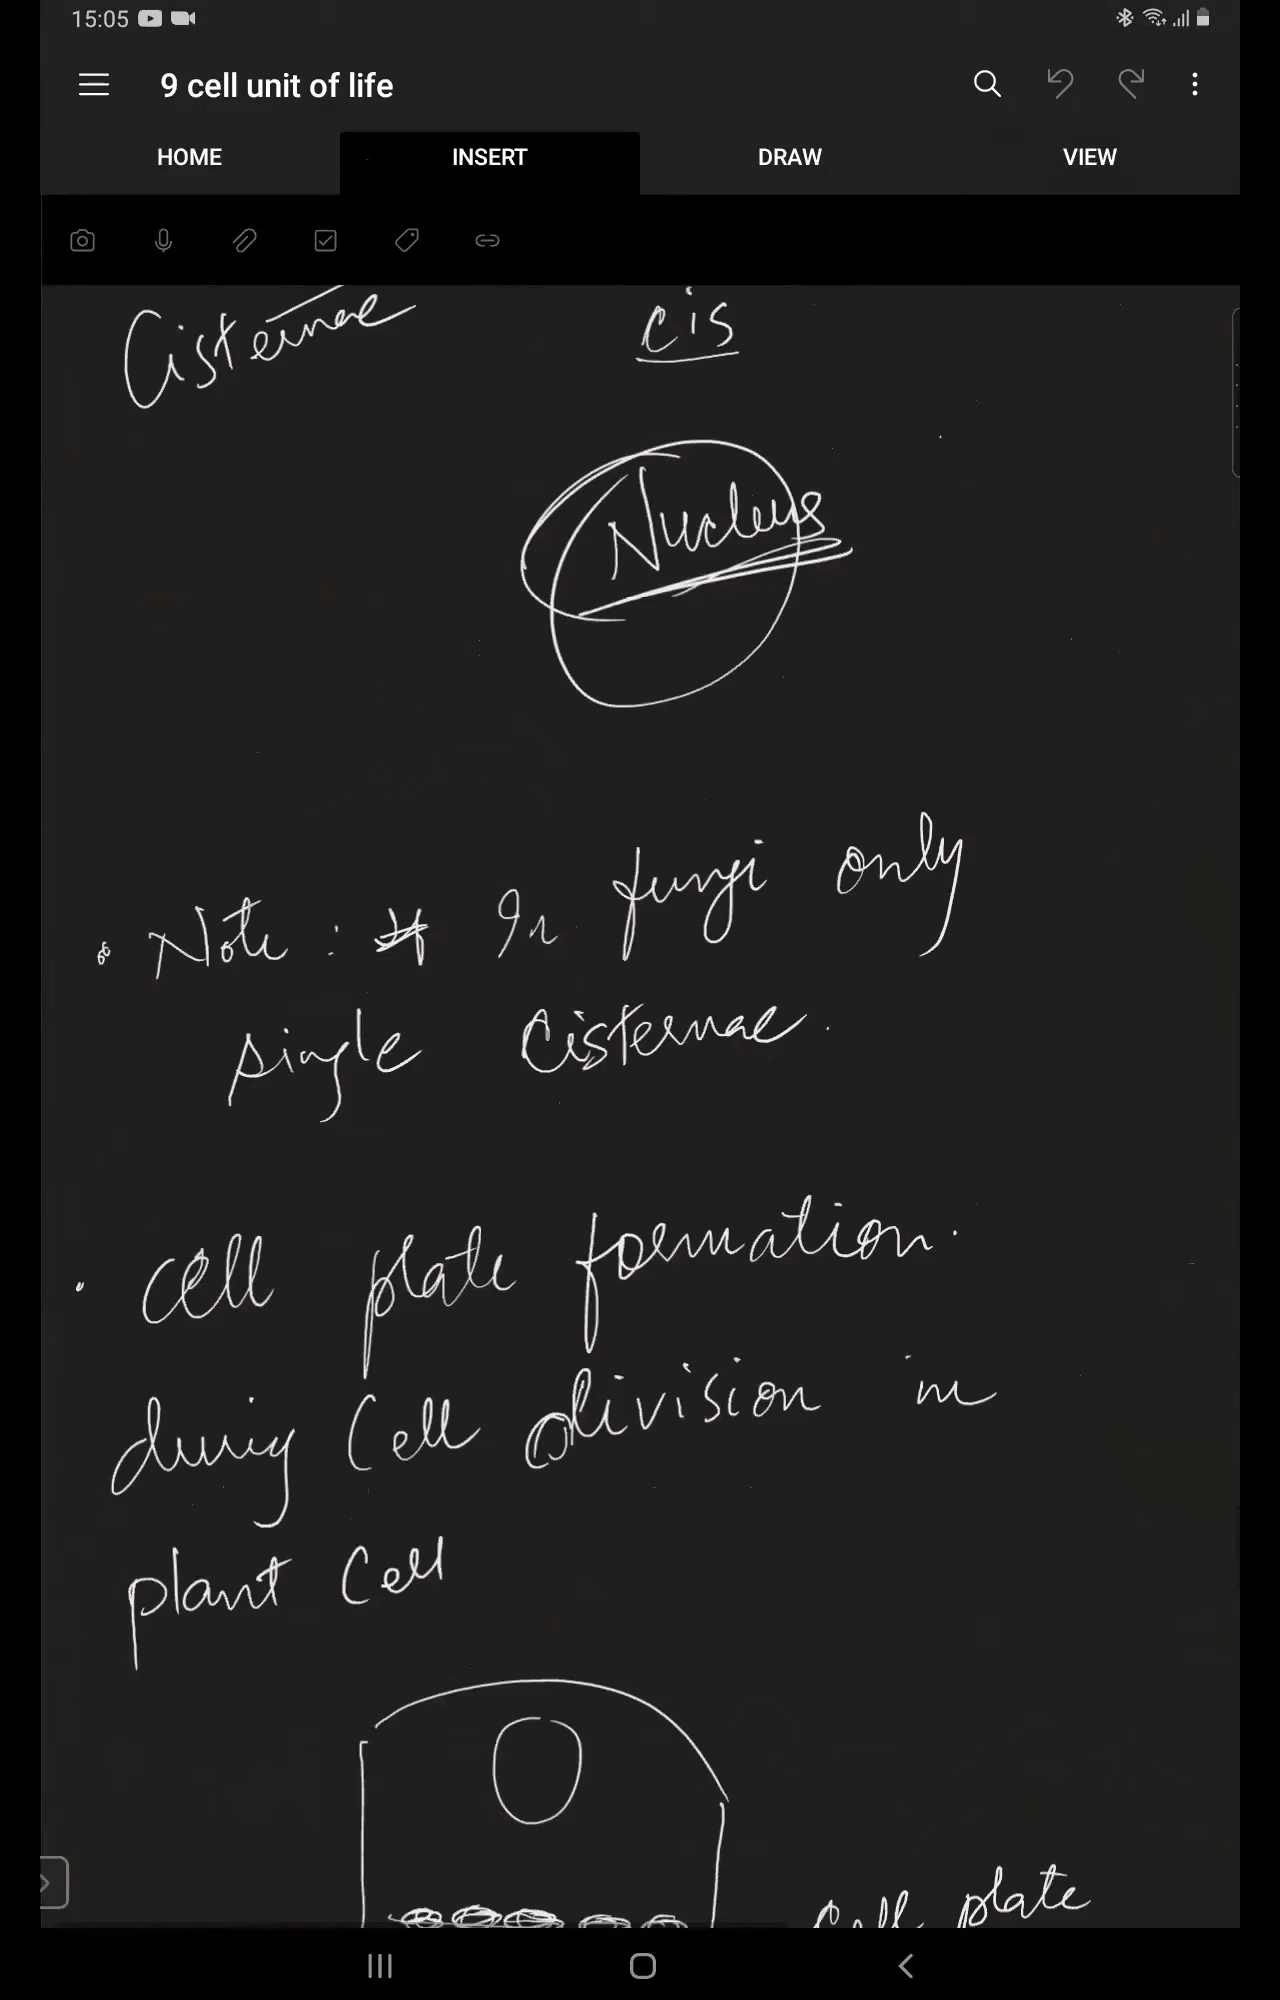 15:05
9 cell unit of life
HOME INSERT DRAW VIEW
Cisternae cis
Nucleus
Note : # In fungi only
single Cisternae.
Cell plate formation.
during Cell division in
plant Cell
Cell plate